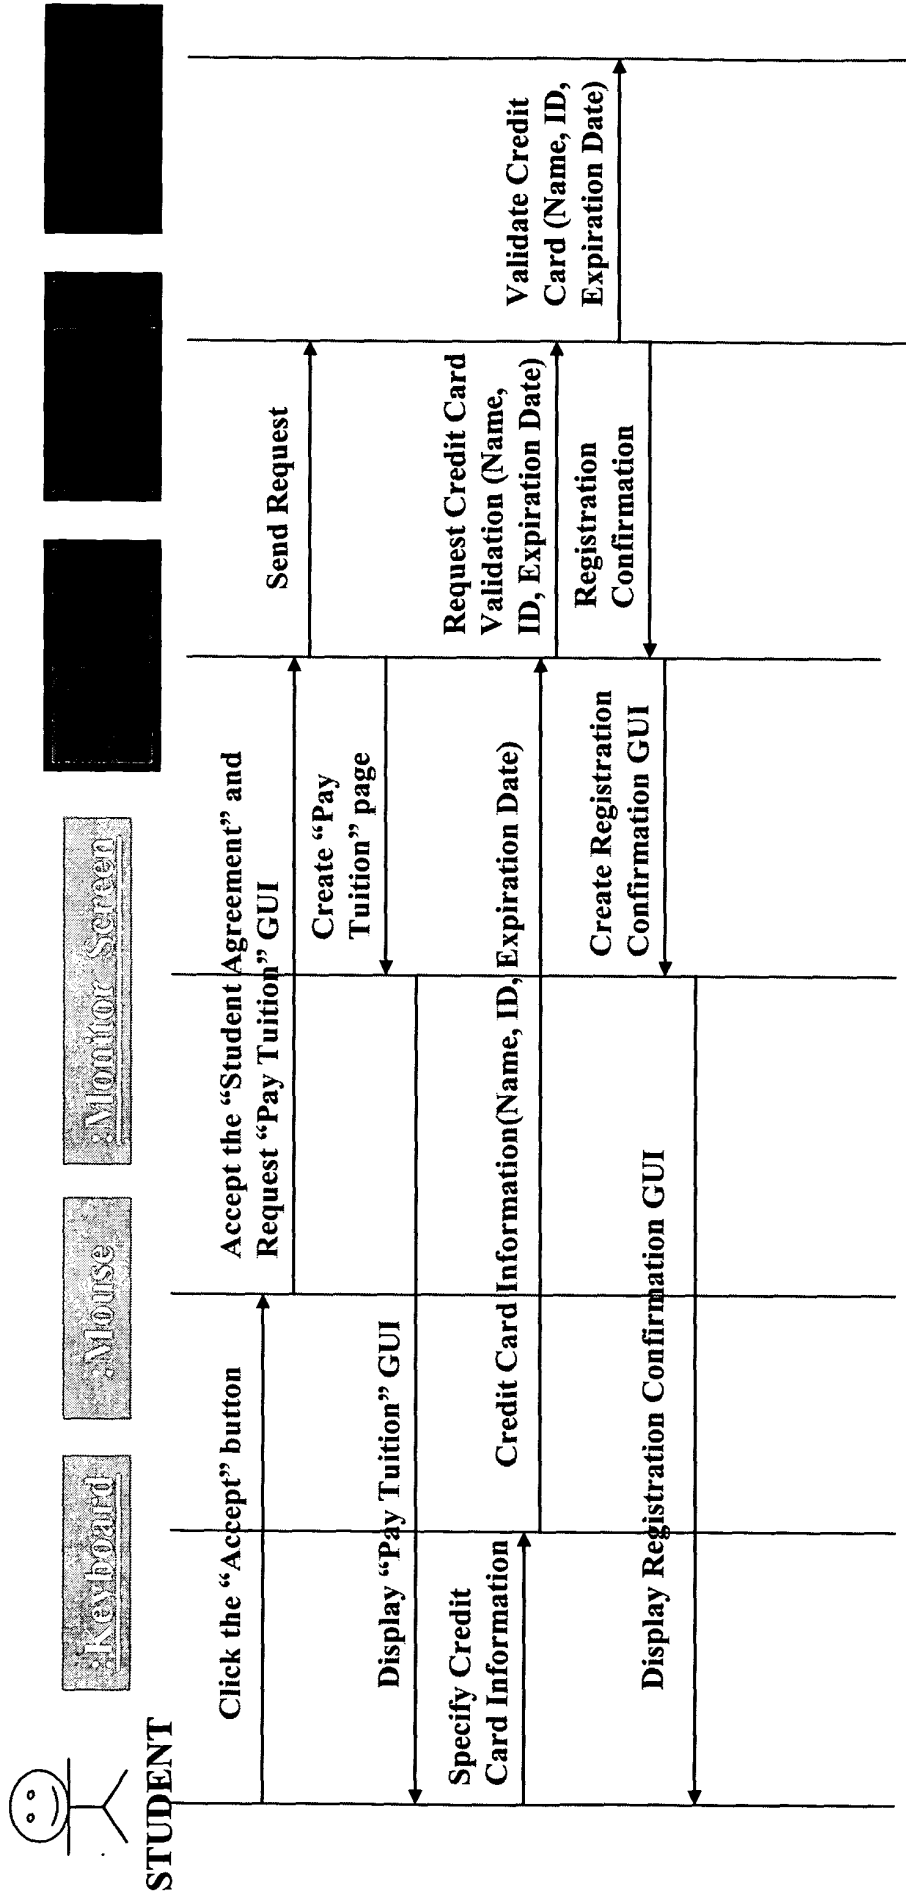 STUDENT
:Keyboard
:Mouse
:Monitor Screen
Click the “Accept” button
Accept the “Student Agreement” and
Request “Pay Tuition” GUI
Send Request
Create “Pay
Tuition” page
Display “Pay Tuition” GUI
Specify Credit
Card Information
Credit Card Information(Name, ID, Expiration Date)
Request Credit Card
Validation (Name,
ID, Expiration Date)
Validate Credit
Card (Name, ID,
Expiration Date)
Registration
Confirmation
Create Registration
Confirmation GUI
Display Registration Confirmation GUI